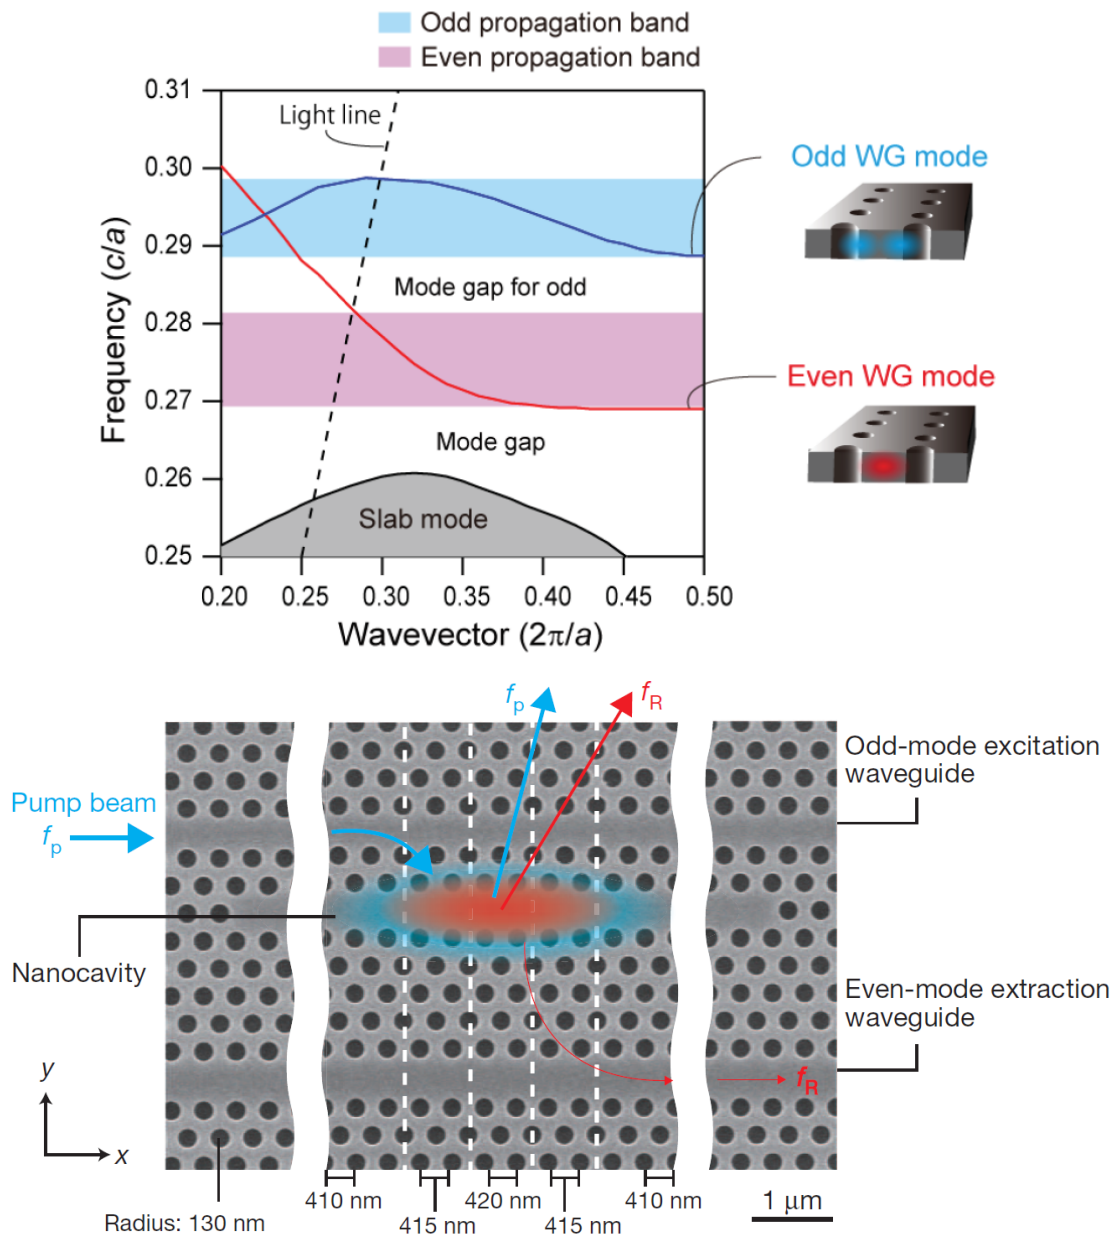 Odd propagation band
Even propagation band
0.31
0.30
0.29
0.28
0.27
0.26
0.25
Frequency (c/a)
Light line
Mode gap for odd
Mode gap
Slab mode
0.20 0.25 0.30 0.35 0.40 0.45 0.50
Wavevector (2π/a)
Odd WG mode
Even WG mode
fp
fR
Pump beam
fp
Nanocavity
Odd-mode excitation
waveguide
Even-mode extraction
waveguide
fR
y
x
Radius: 130 nm
410 nm
415 nm
420 nm
415 nm
410 nm
1 μm